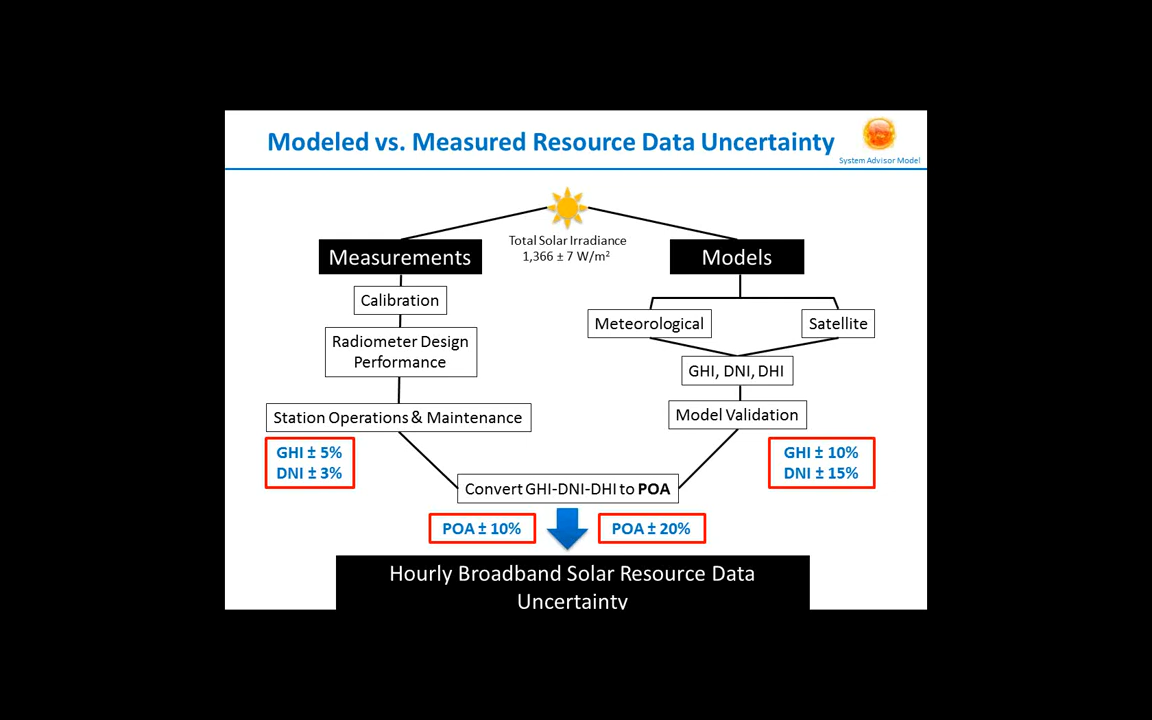 Modeled vs. Measured Resource Data Uncertainty
System Advisor Model
Total Solar Irradiance
1,366 ± 7 W/m²
Measurements
Models
Calibration
Meteorological
Satellite
Radiometer Design
Performance
GHI, DNI, DHI
Station Operations & Maintenance
Model Validation
GHI ± 5%
DNI ± 3%
GHI ± 10%
DNI ± 15%
Convert GHI-DNI-DHI to POA
POA ± 10%
POA ± 20%
Hourly Broadband Solar Resource Data
Uncertainty